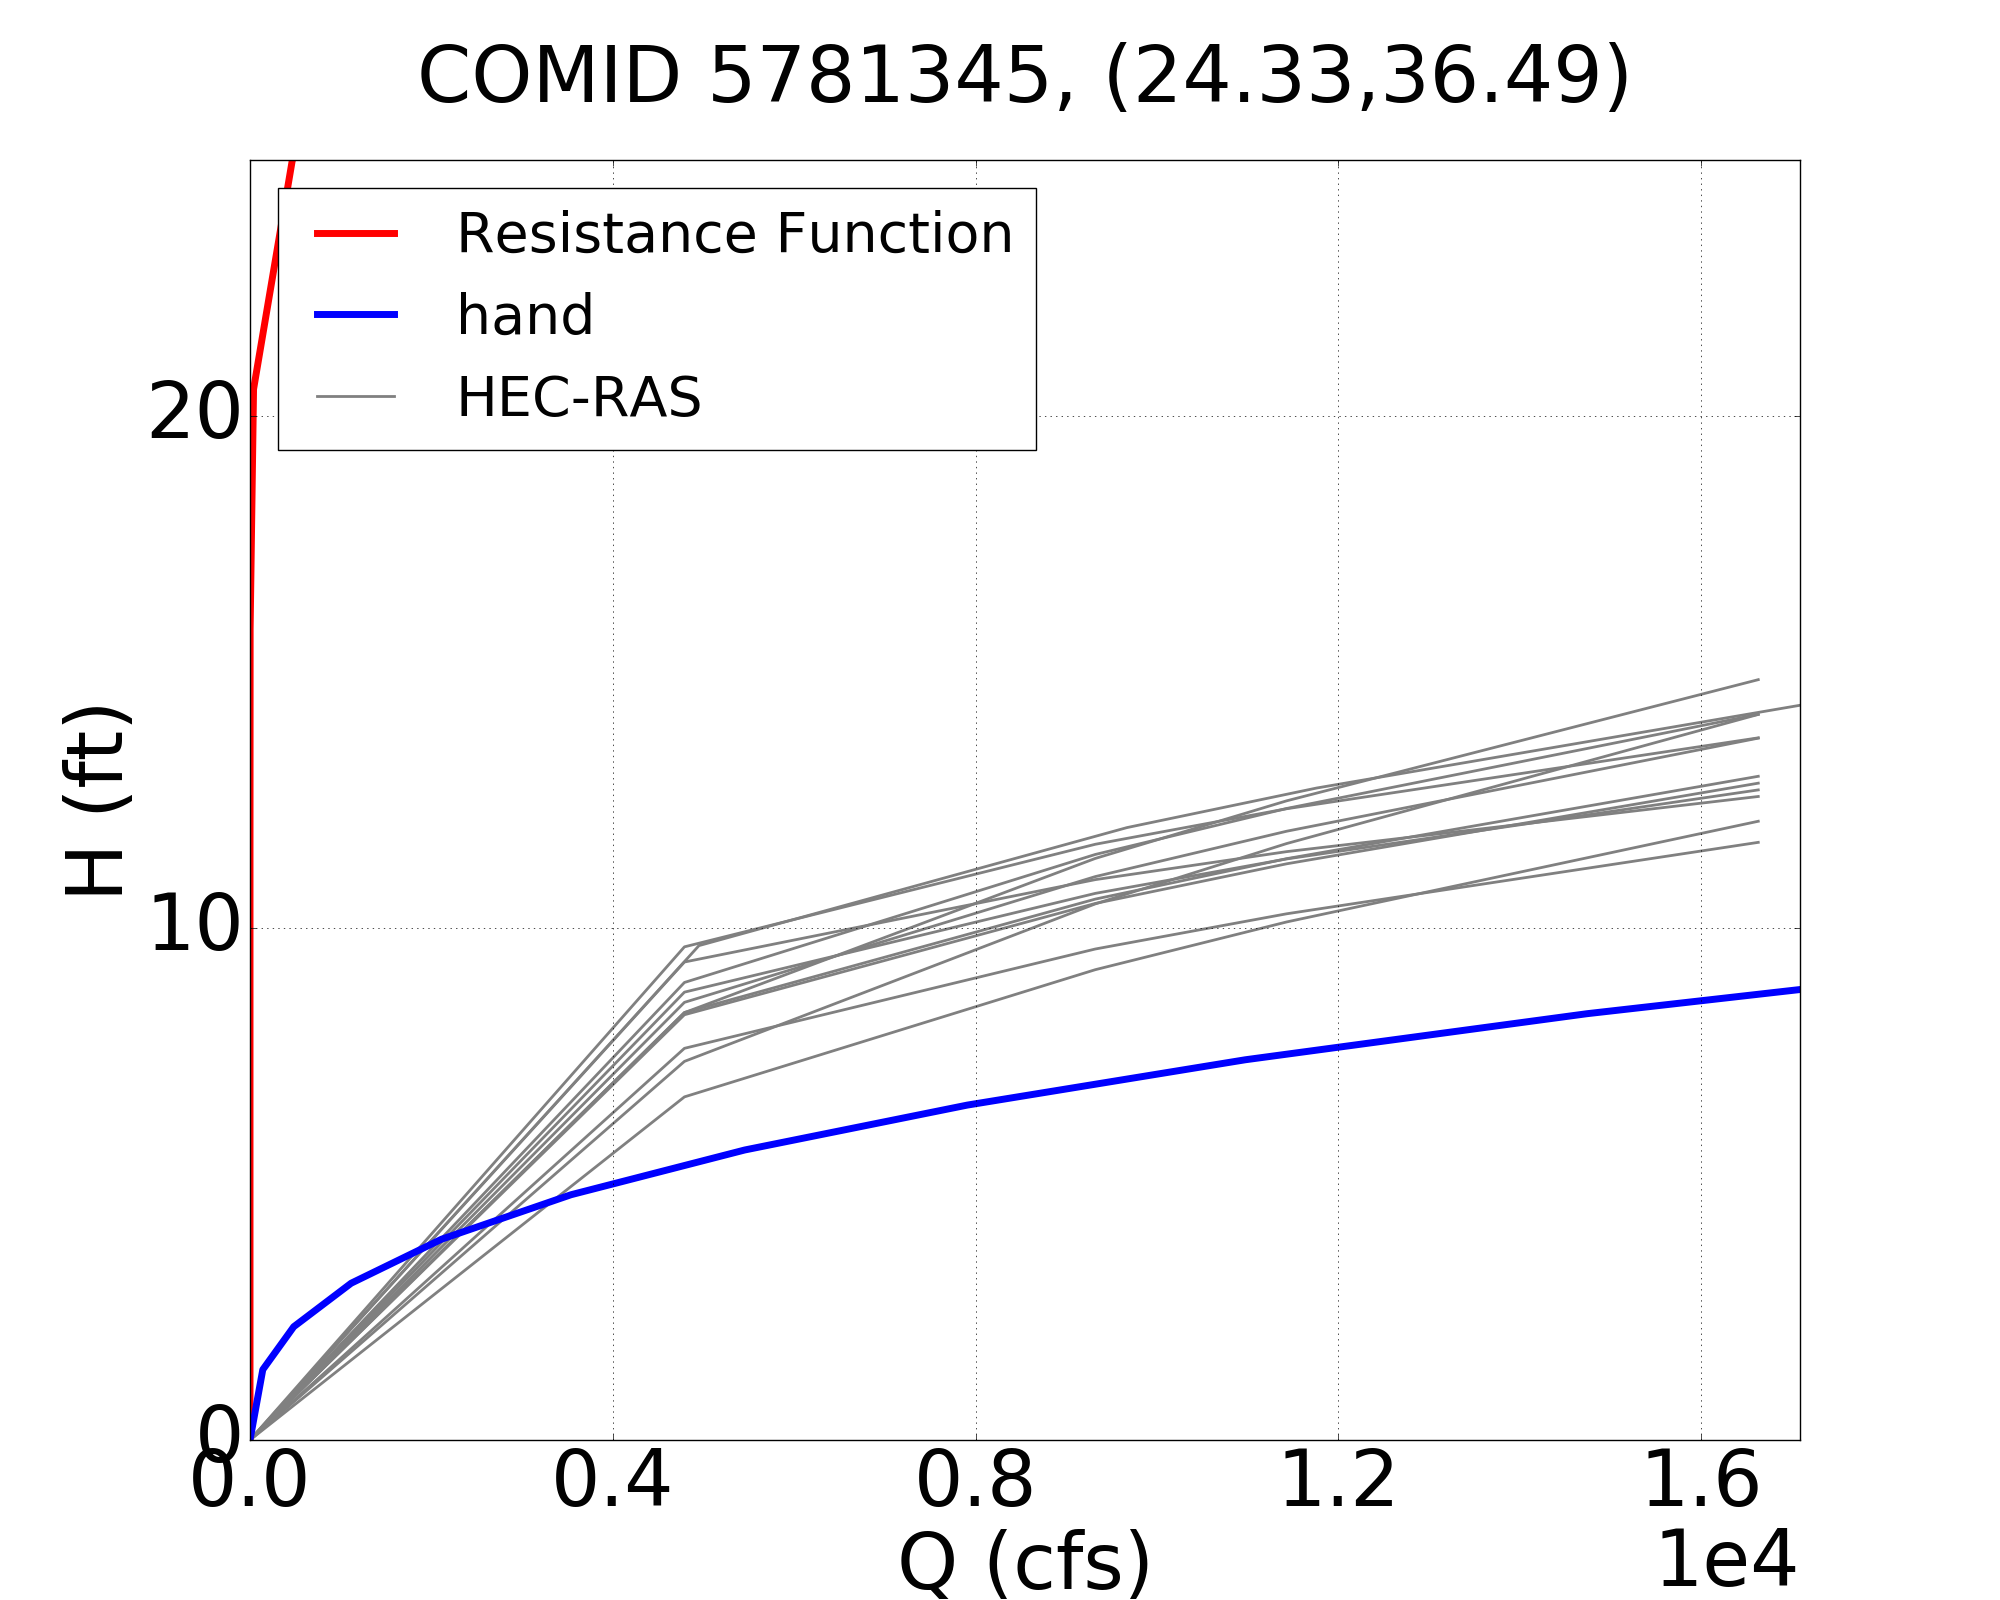 COMID 5781345, (24.33,36.49)
Resistance Function
hand
HEC-RAS
H (ft)
20
10
0
0.0 0.4 0.8 1.2 1.6
1e4
Q (cfs)